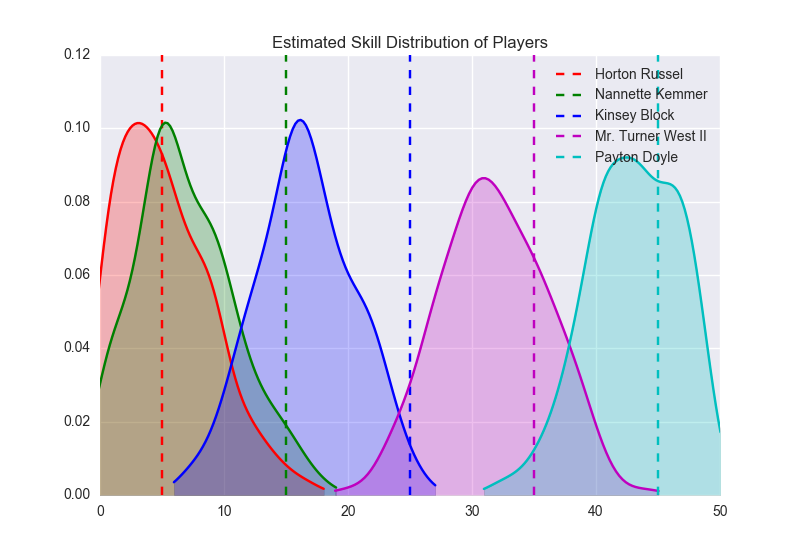 Estimated Skill Distribution of Players
0.12
0.10
0.08
0.06
0.04
0.02
0.00
Horton Russel
Nannette Kemmer
Kinsey Block
Mr. Turner West II
Payton Doyle
0 10 20 30 40 50